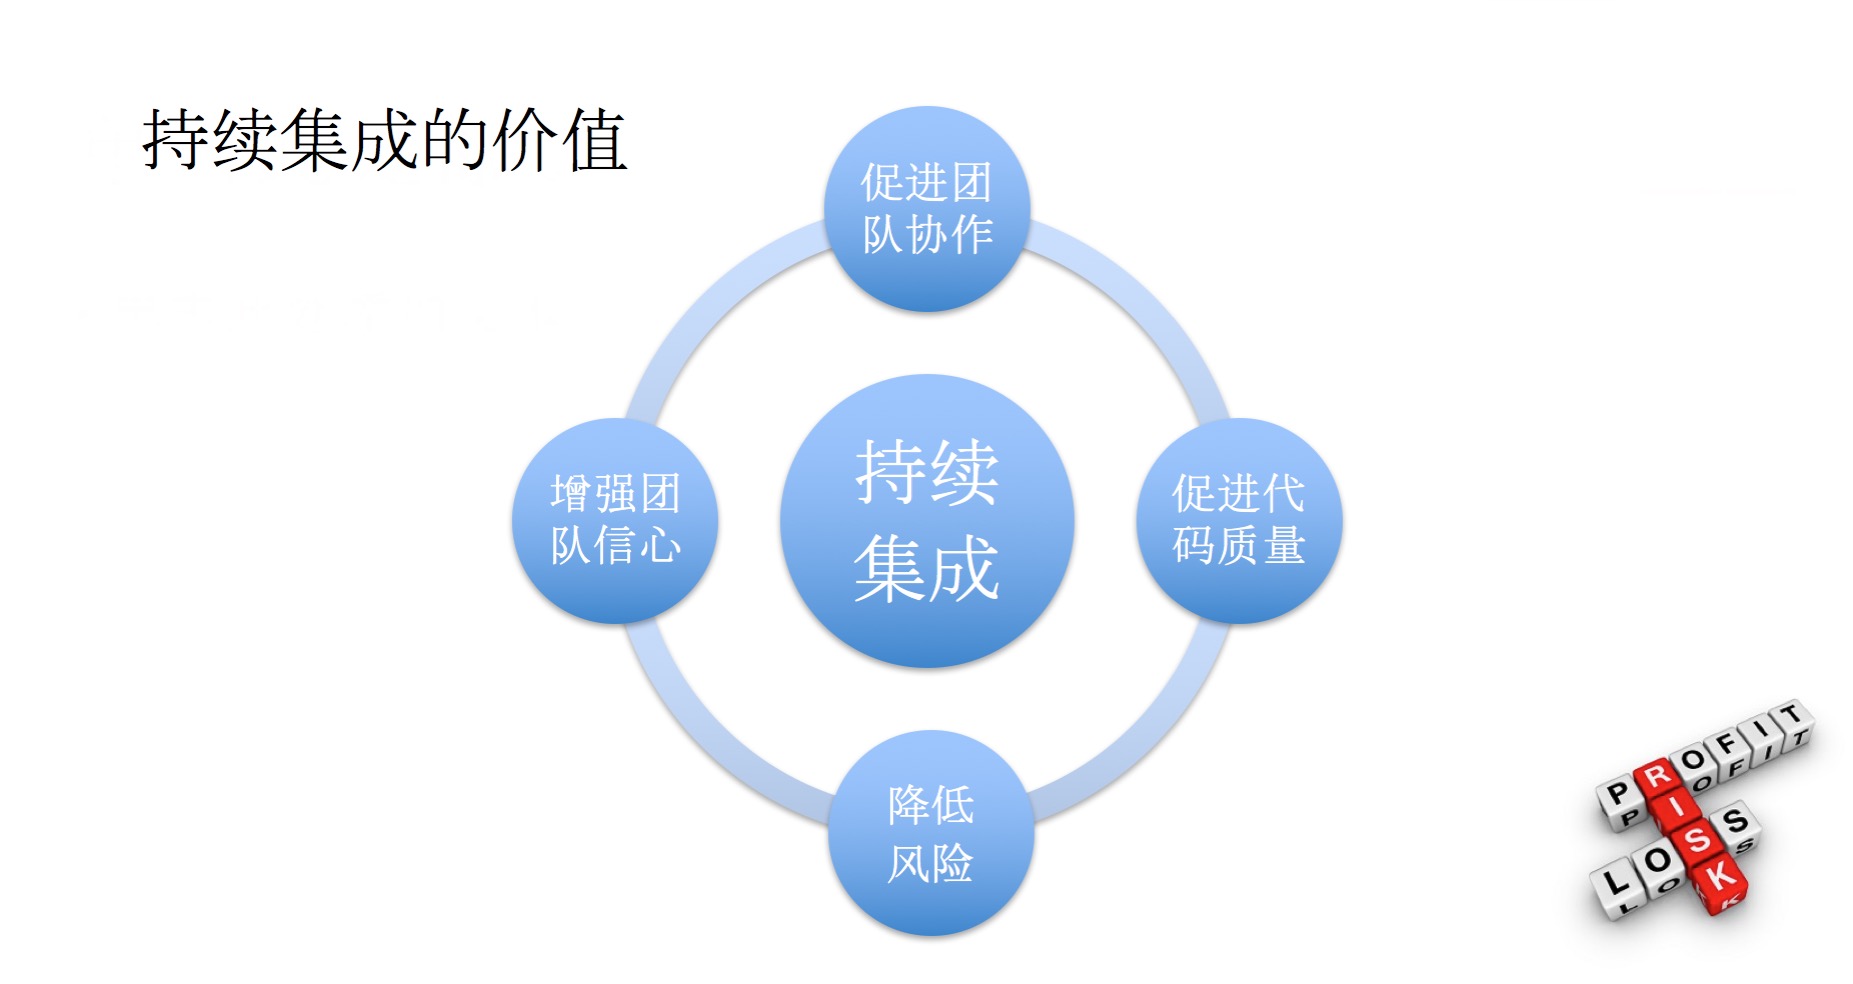 持续集成的价值
促进团
队协作
增强团
队信心
持续
集成
促进代
码质量
降低
风险
PROFIT
RISK
LOSS